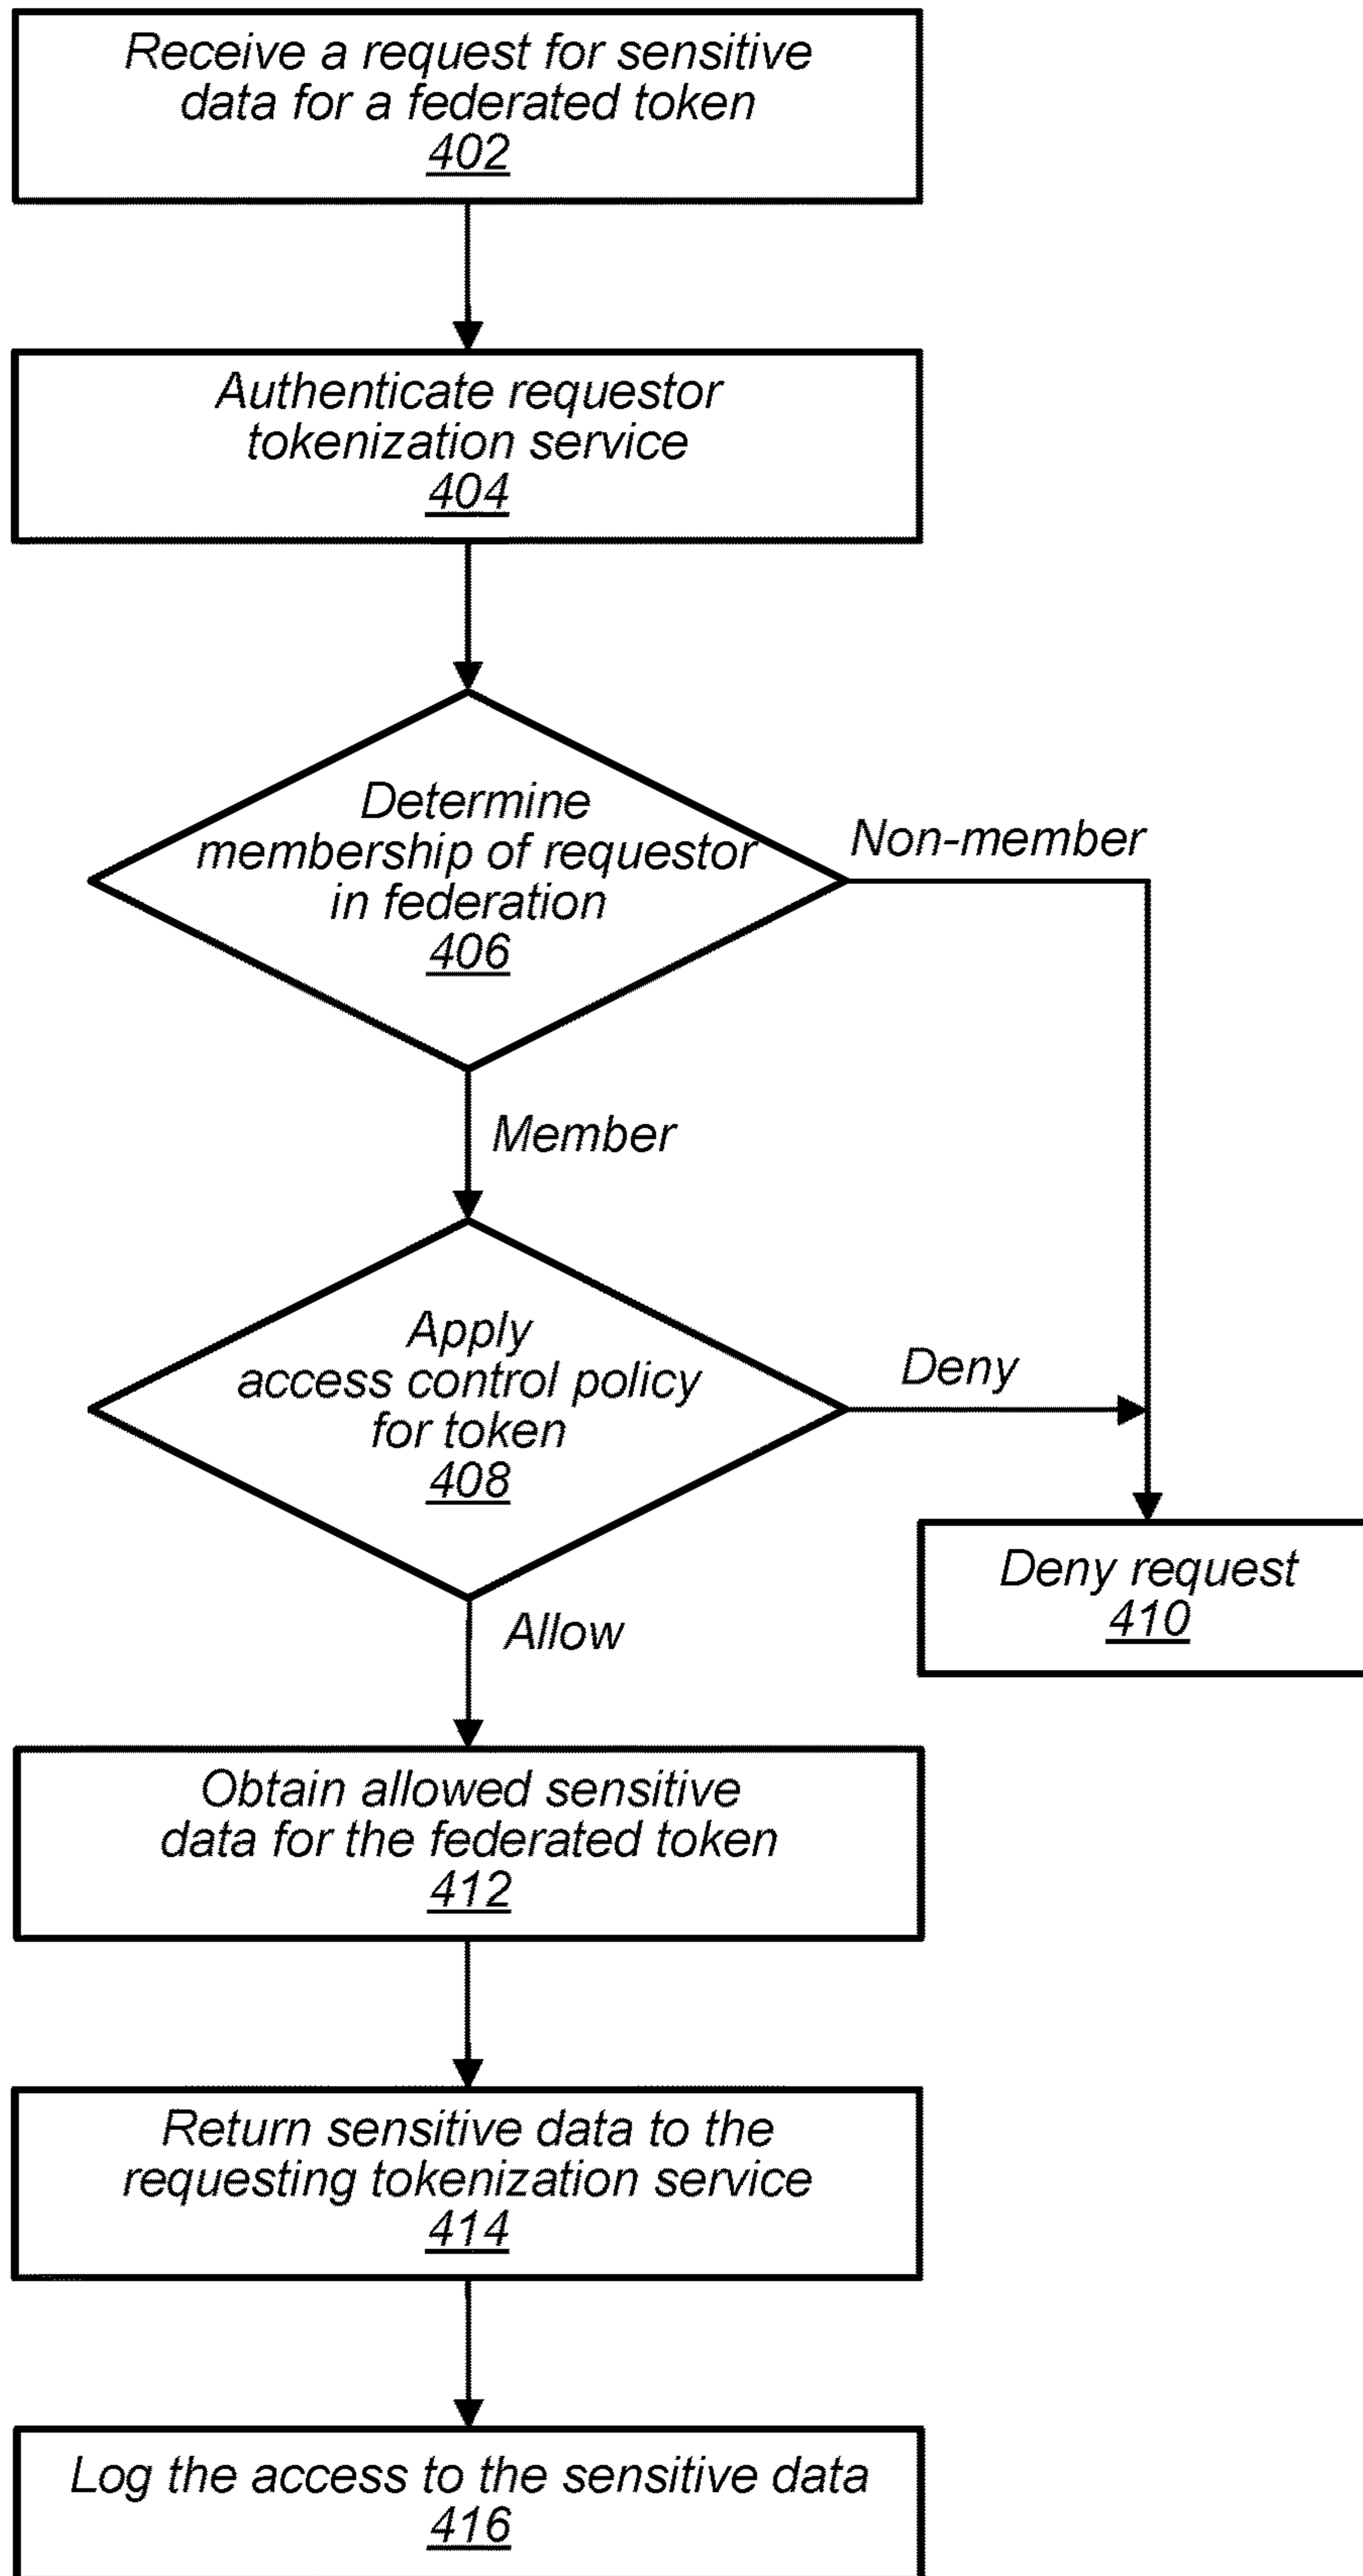 Receive a request for sensitive
data for a federated token
402
Authenticate requestor
tokenization service
404
Determine
membership of requestor
in federation
406
Non-member
Member
Apply
access control policy
for token
408
Deny
Deny request
410
Allow
Obtain allowed sensitive
data for the federated token
412
Return sensitive data to the
requesting tokenization service
414
Log the access to the sensitive data
416